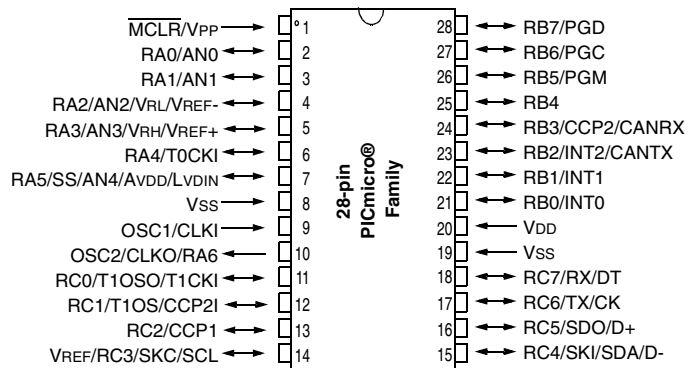 MCLR/VPP 1 28 RB7/PGD
RA0/AN0 2 27 RB6/PGC
RA1/AN1 3 26 RB5/PGM
RA2/AN2/VRL/VREF- 4 25 RB4
RA3/AN3/VRH/VREF+ 5 24 RB3/CCP2/CANRX
RA4/T0CKI 6 23 RB2/INT2/CANTX
RA5/SS/AN4/AVDD/LVDIN 7 22 RB1/INT1
VSS 8 21 RB0/INT0
OSC1/CLKI 9 20 VDD
OSC2/CLKO/RA6 10 19 VSS
RC0/T1OSO/T1CKI 11 18 RC7/RX/DT
RC1/T1OS/CCP2I 12 17 RC6/TX/CK
RC2/CCP1 13 16 RC5/SDO/D+
VREF/RC3/SKC/SCL 14 15 RC4/SKI/SDA/D-
28-pin
PICmicro®
Family